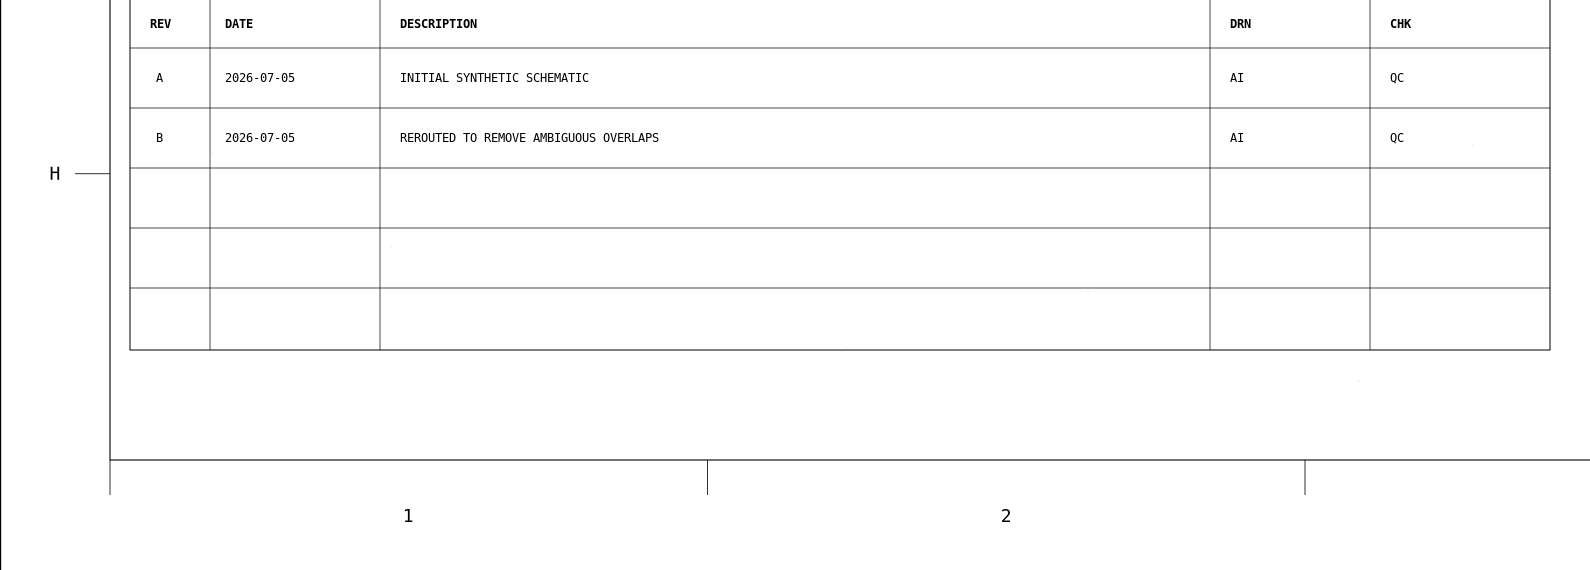 REV DATE DESCRIPTION DRN CHK
A 2026-07-05 INITIAL SYNTHETIC SCHEMATIC AI QC
B 2026-07-05 REROUTED TO REMOVE AMBIGUOUS OVERLAPS AI QC
H
1 2